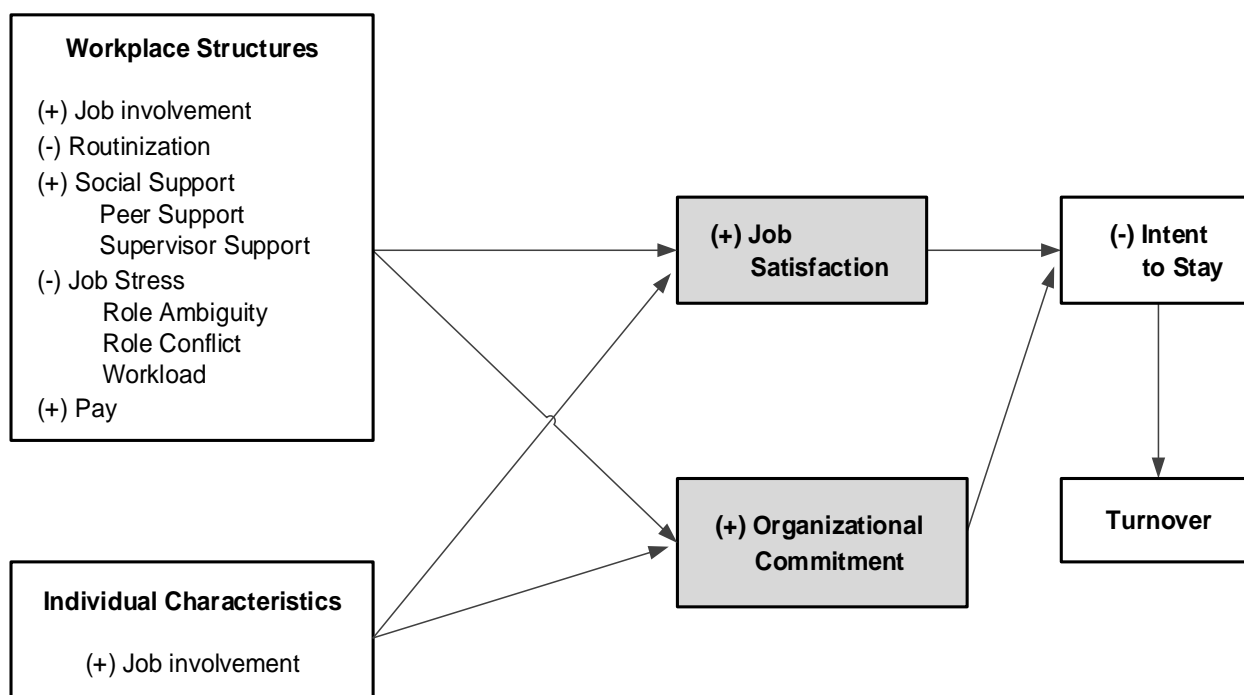 Workplace Structures
(+) Job involvement
(-) Routinization
(+) Social Support
Peer Support
Supervisor Support
(-) Job Stress
Role Ambiguity
Role Conflict
Workload
(+) Pay
Individual Characteristics
(+) Job involvement
(+) Job
Satisfaction
(+) Organizational
Commitment
(-) Intent
to Stay
Turnover